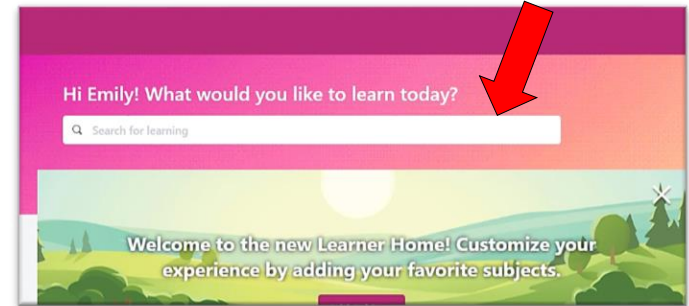 Hi Emily! What would you like to learn today?
Search for learning
Welcome to the new Learner Home! Customize your
experience by adding your favorite subjects.